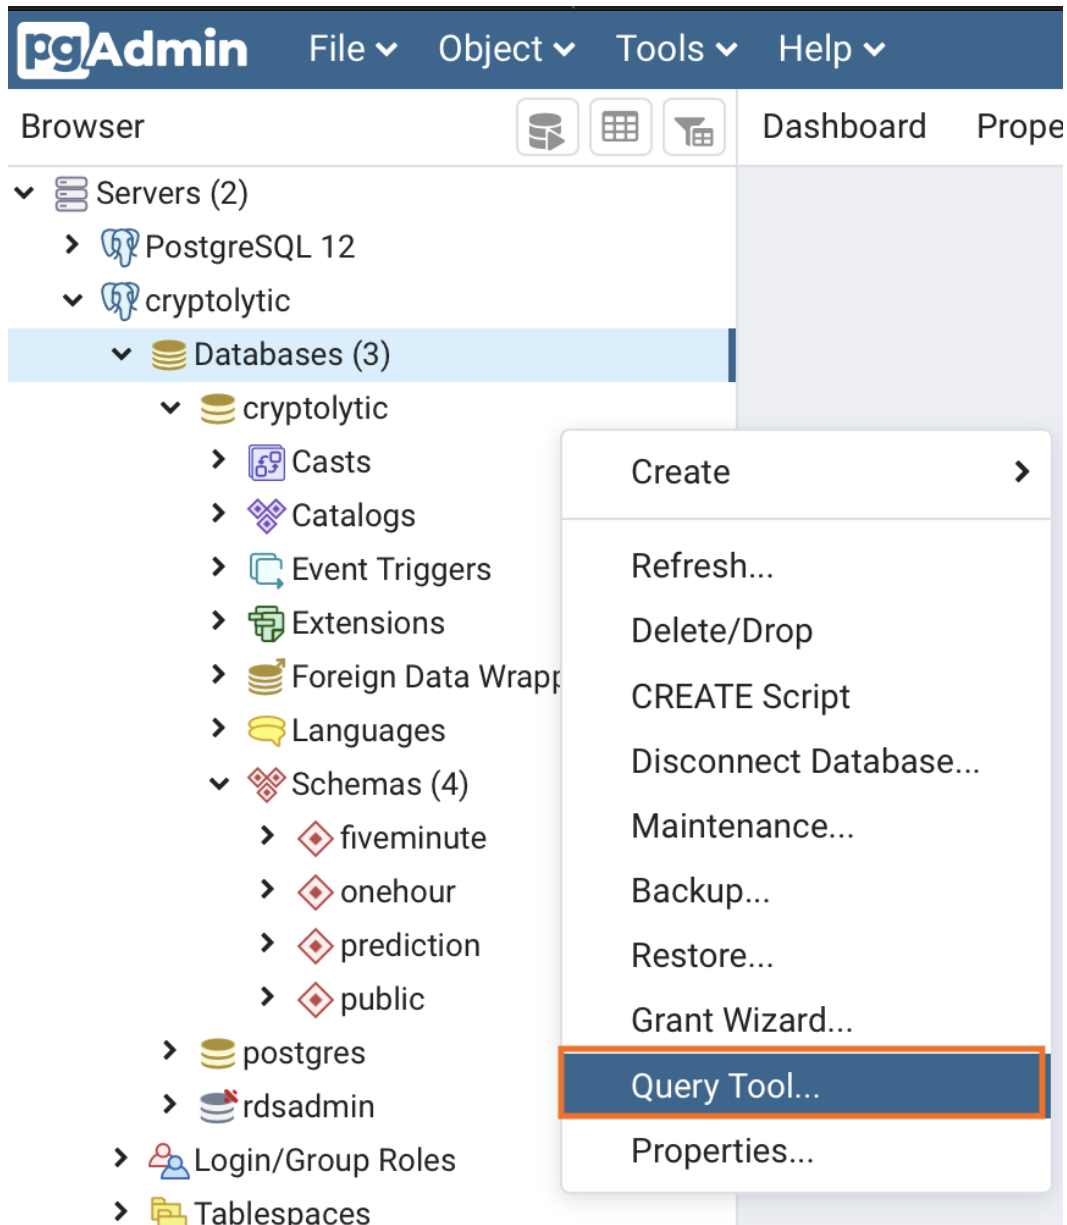 pgAdmin File Object Tools Help
Browser Dashboard Prope
Servers (2)
PostgreSQL 12
cryptolytic
Databases (3)
cryptolytic
Casts
Catalogs
Event Triggers
Extensions
Foreign Data Wrapp
Languages
Schemas (4)
fiveminute
onehour
prediction
public
postgres
rdsadmin
Login/Group Roles
Tablespaces
Create
Refresh...
Delete/Drop
CREATE Script
Disconnect Database...
Maintenance...
Backup...
Restore...
Grant Wizard...
Query Tool...
Properties...